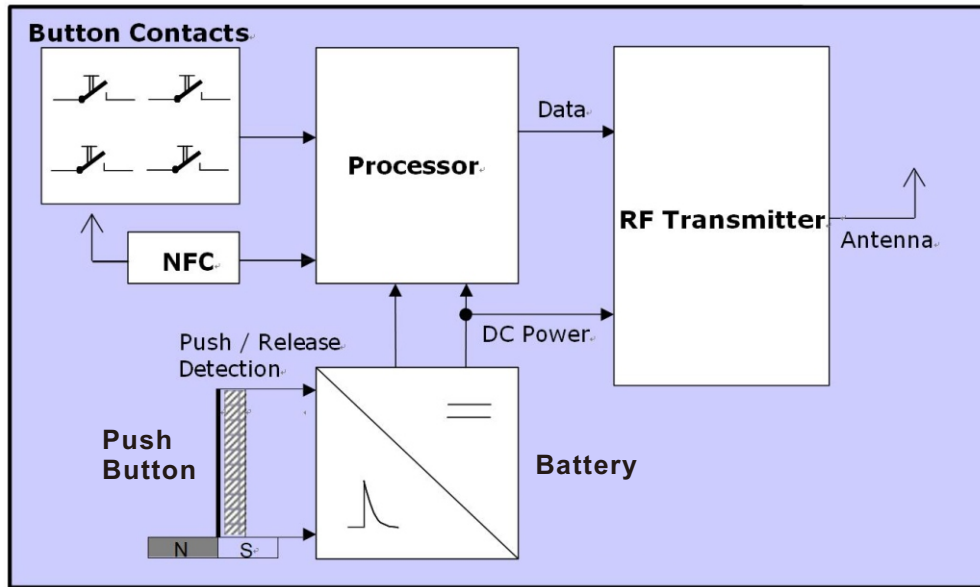 Button Contacts
Data
Processor
RF Transmitter
Antenna
NFC
DC Power
Push / Release
Detection
Push
Button
Battery
N
S